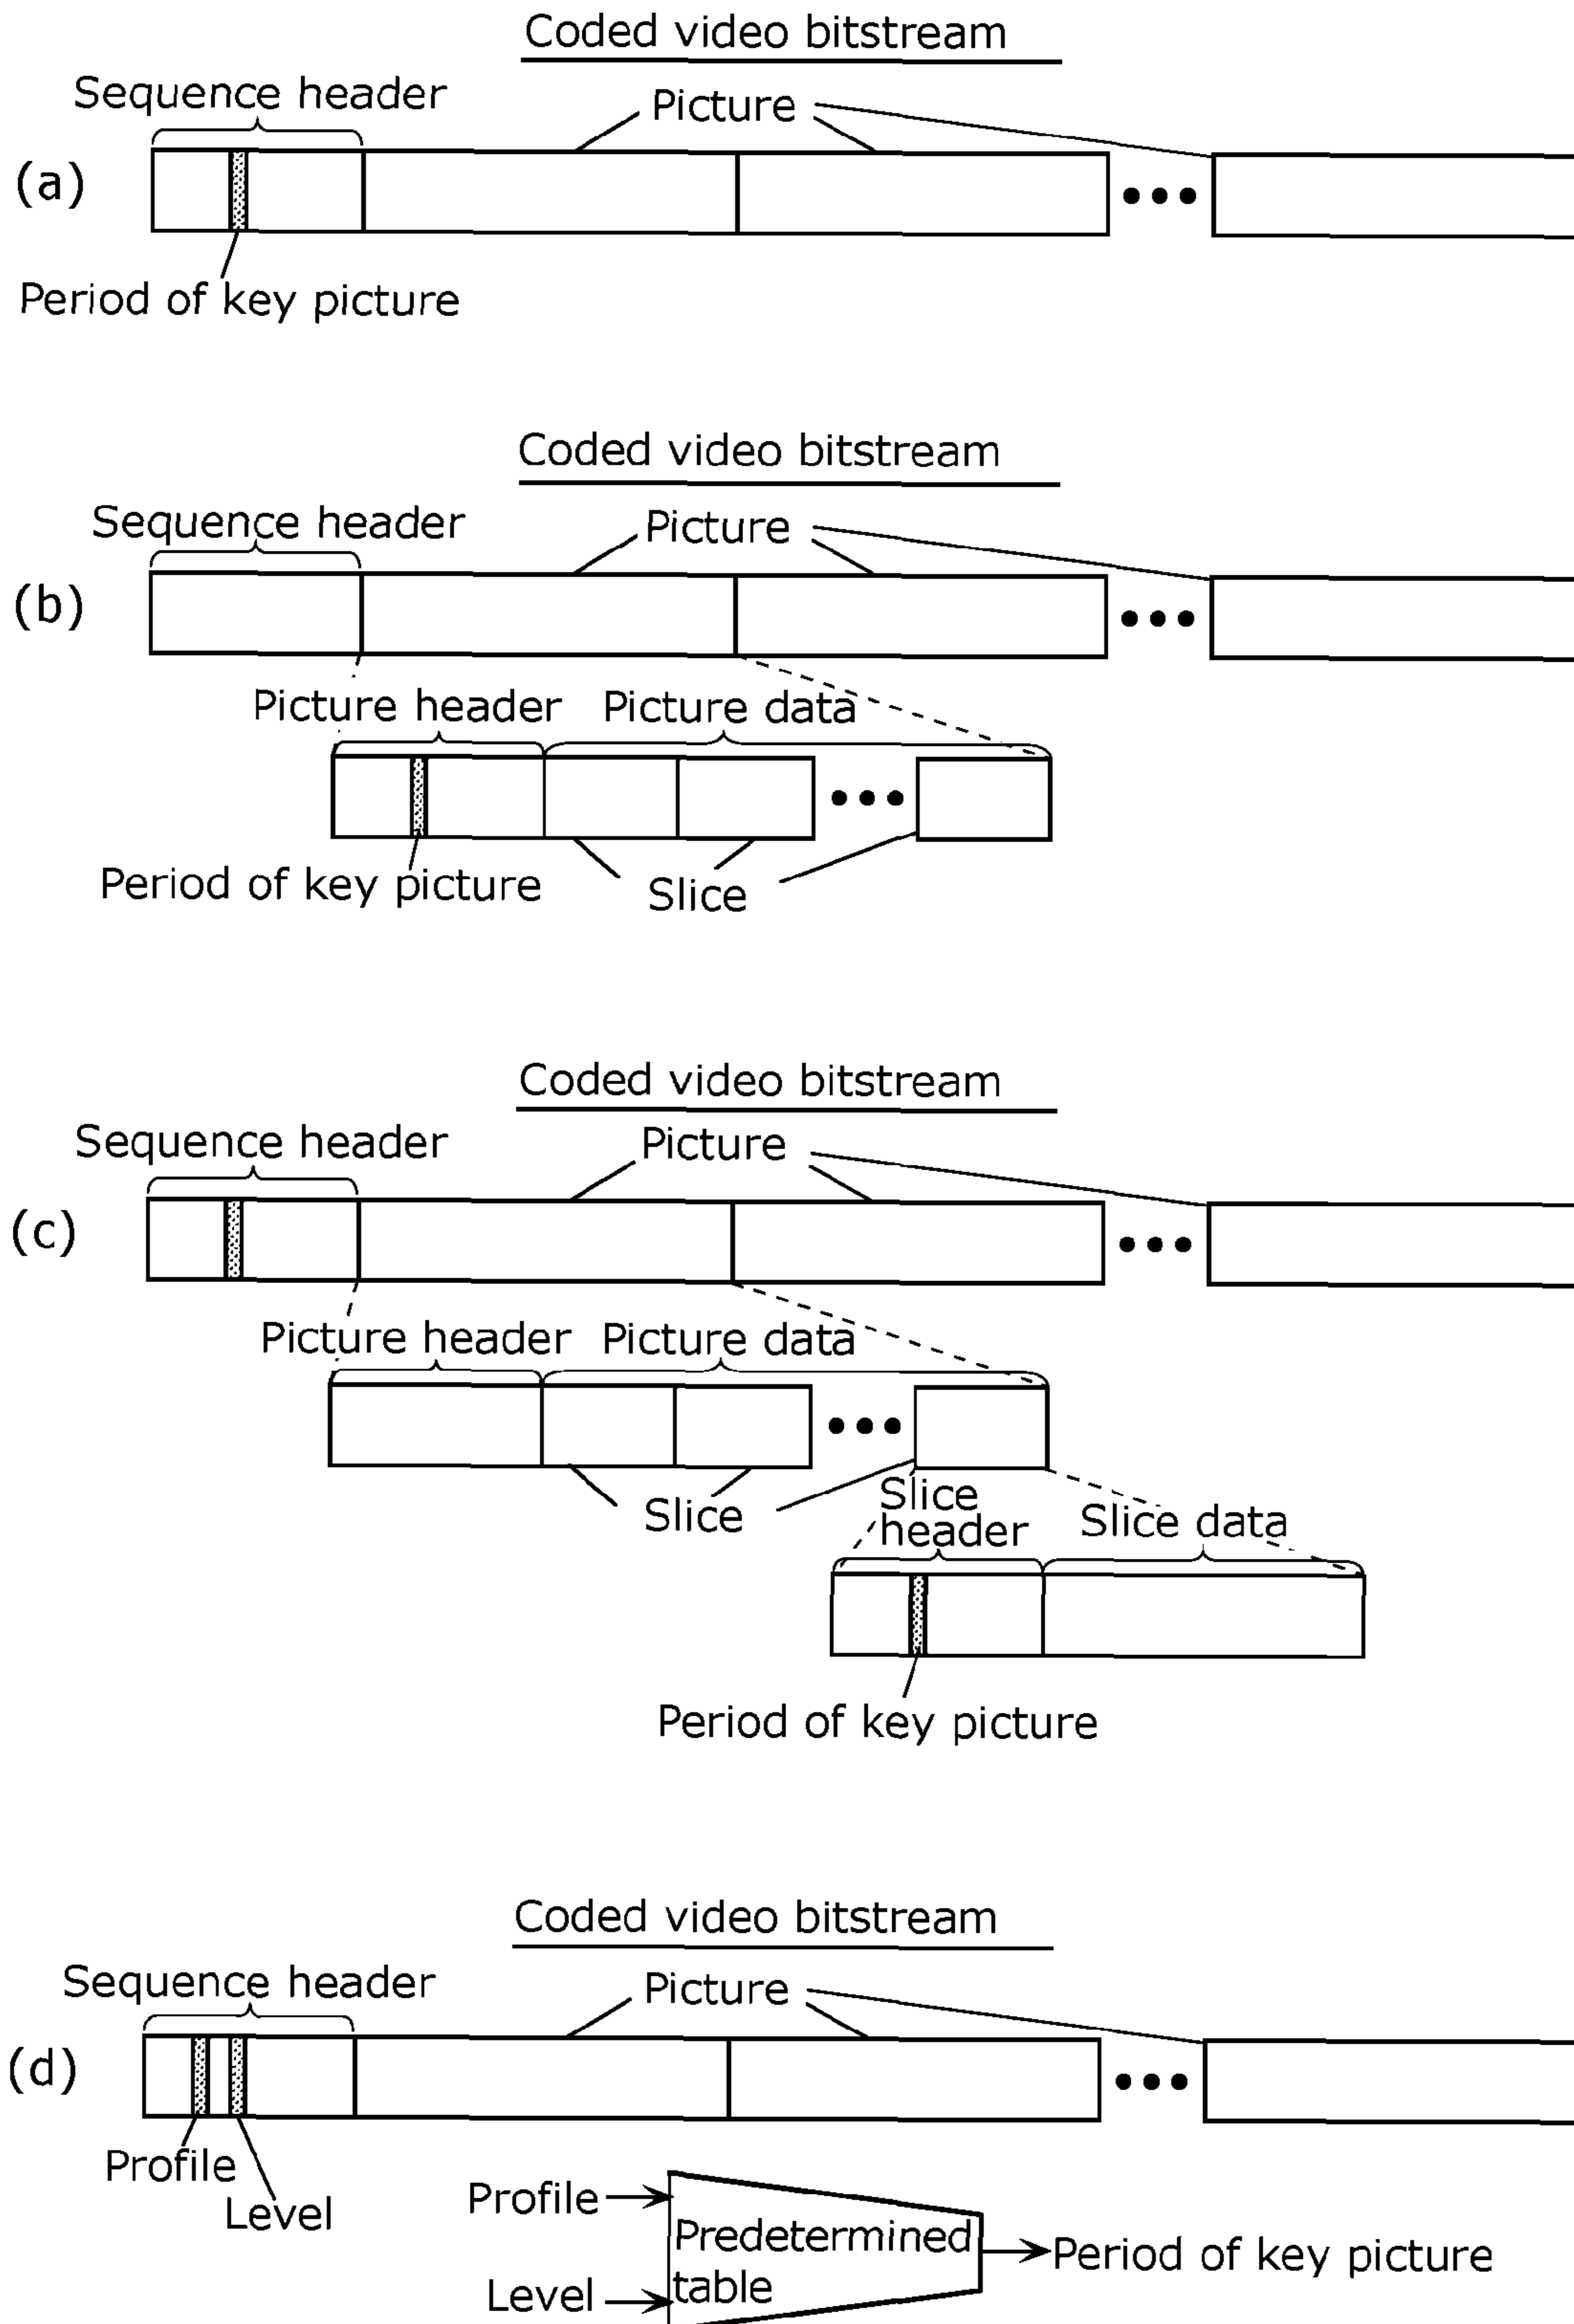 Coded video bitstream
Sequence header
Picture
(a)
Period of key picture
Coded video bitstream
Sequence header
Picture
(b)
Picture header
Picture data
Period of key picture
Slice
Coded video bitstream
Sequence header
Picture
(c)
Picture header
Picture data
Slice
Slice
header
Slice data
Period of key picture
Coded video bitstream
Sequence header
Picture
(d)
Profile
Level
Profile
Predetermined
table
Level
Period of key picture